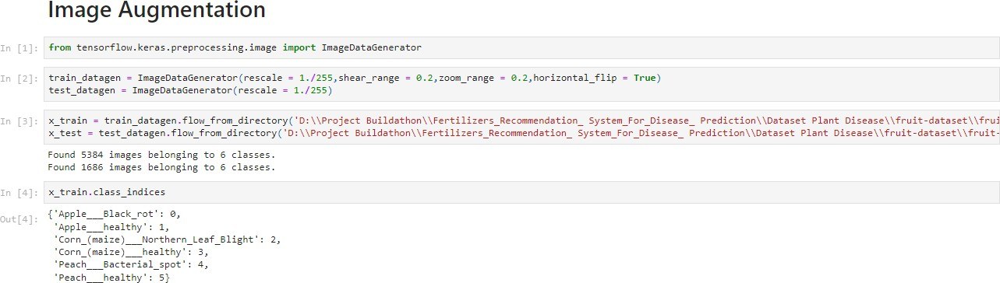 Image Augmentation
In [1]: from tensorflow.keras.preprocessing.image import ImageDataGenerator
In [2]: train_datagen = ImageDataGenerator(rescale = 1./255,shear_range = 0.2,zoom_range = 0.2,horizontal_flip = True)
test_datagen = ImageDataGenerator(rescale = 1./255)
In [3]: x_train = train_datagen.flow_from_directory('D:\\Project Buildathon\\Fertilizers_Recommendation_ System_For_Disease_ Prediction\\Dataset Plant Disease\\fruit-dataset\\frui
x_test = test_datagen.flow_from_directory('D:\\Project Buildathon\\Fertilizers_Recommendation_ System_For_Disease_ Prediction\\Dataset Plant Disease\\fruit-dataset\\fruit-
Found 5384 images belonging to 6 classes.
Found 1686 images belonging to 6 classes.
In [4]: x_train.class_indices
Out[4]: {'Apple___Black_rot': 0,
'Apple___healthy': 1,
'Corn_(maize)___Northern_Leaf_Blight': 2,
'Corn_(maize)___healthy': 3,
'Peach___Bacterial_spot': 4,
'Peach___healthy': 5}